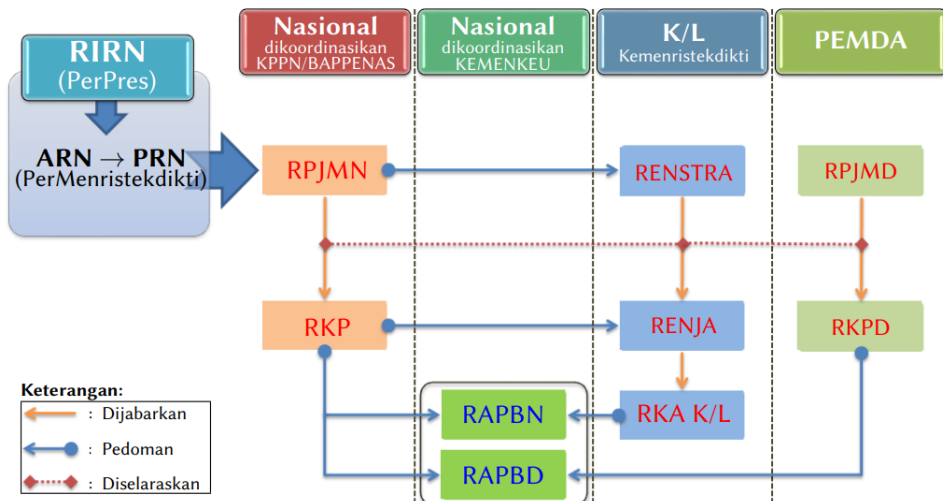 RIRN
(PerPres)
ARN → PRN
(PerMenristekdikti)
Nasional
dikoordinasikan
KPPN/BAPPENAS
Nasional
dikoordinasikan
KEMENKEU
K/L
Kemenristekdikti
PEMDA
RPJMN
RENSTRA
RPJMD
RKP
RENJA
RKPD
RAPBN
RKA K/L
RAPBD
Keterangan:
: Dijabarkan
: Pedoman
: Diselaraskan